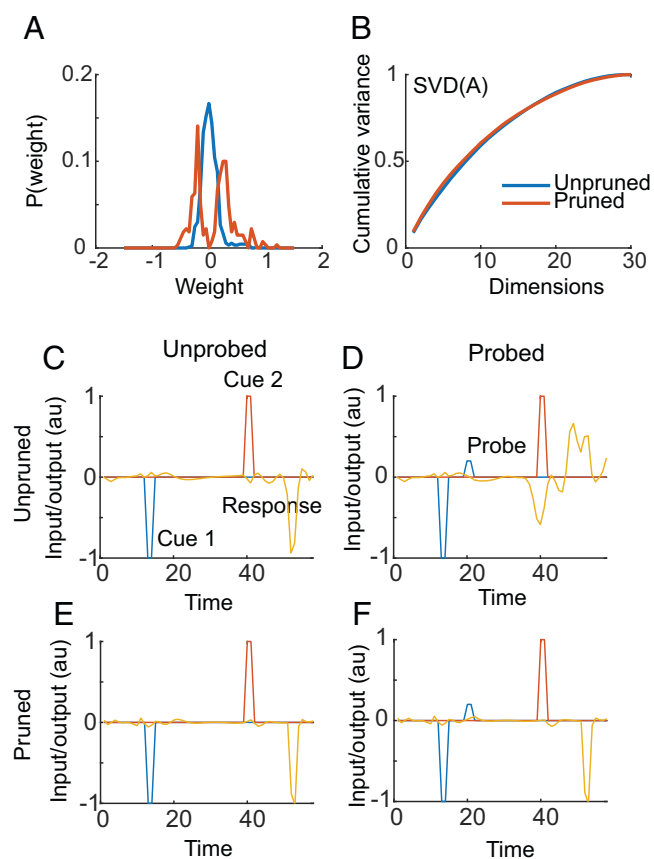 A
B
0.2
0.1
0
P(weight)
-2
-1
0
1
2
Weight
1
0.5
0
Cumulative variance
SVD(A)
Unpruned
Pruned
0
10
20
30
Dimensions
C
Unprobed
D
Probed
Unpruned
Input/output (au)
1
0
-1
Cue 2
Response
Cue 1
0
20
40
Time
Input/output (au)
1
0
-1
Probe
0
20
40
Time
E
F
Pruned
Input/output (au)
1
0
-1
0
20
40
Time
Input/output (au)
1
0
-1
0
20
40
Time